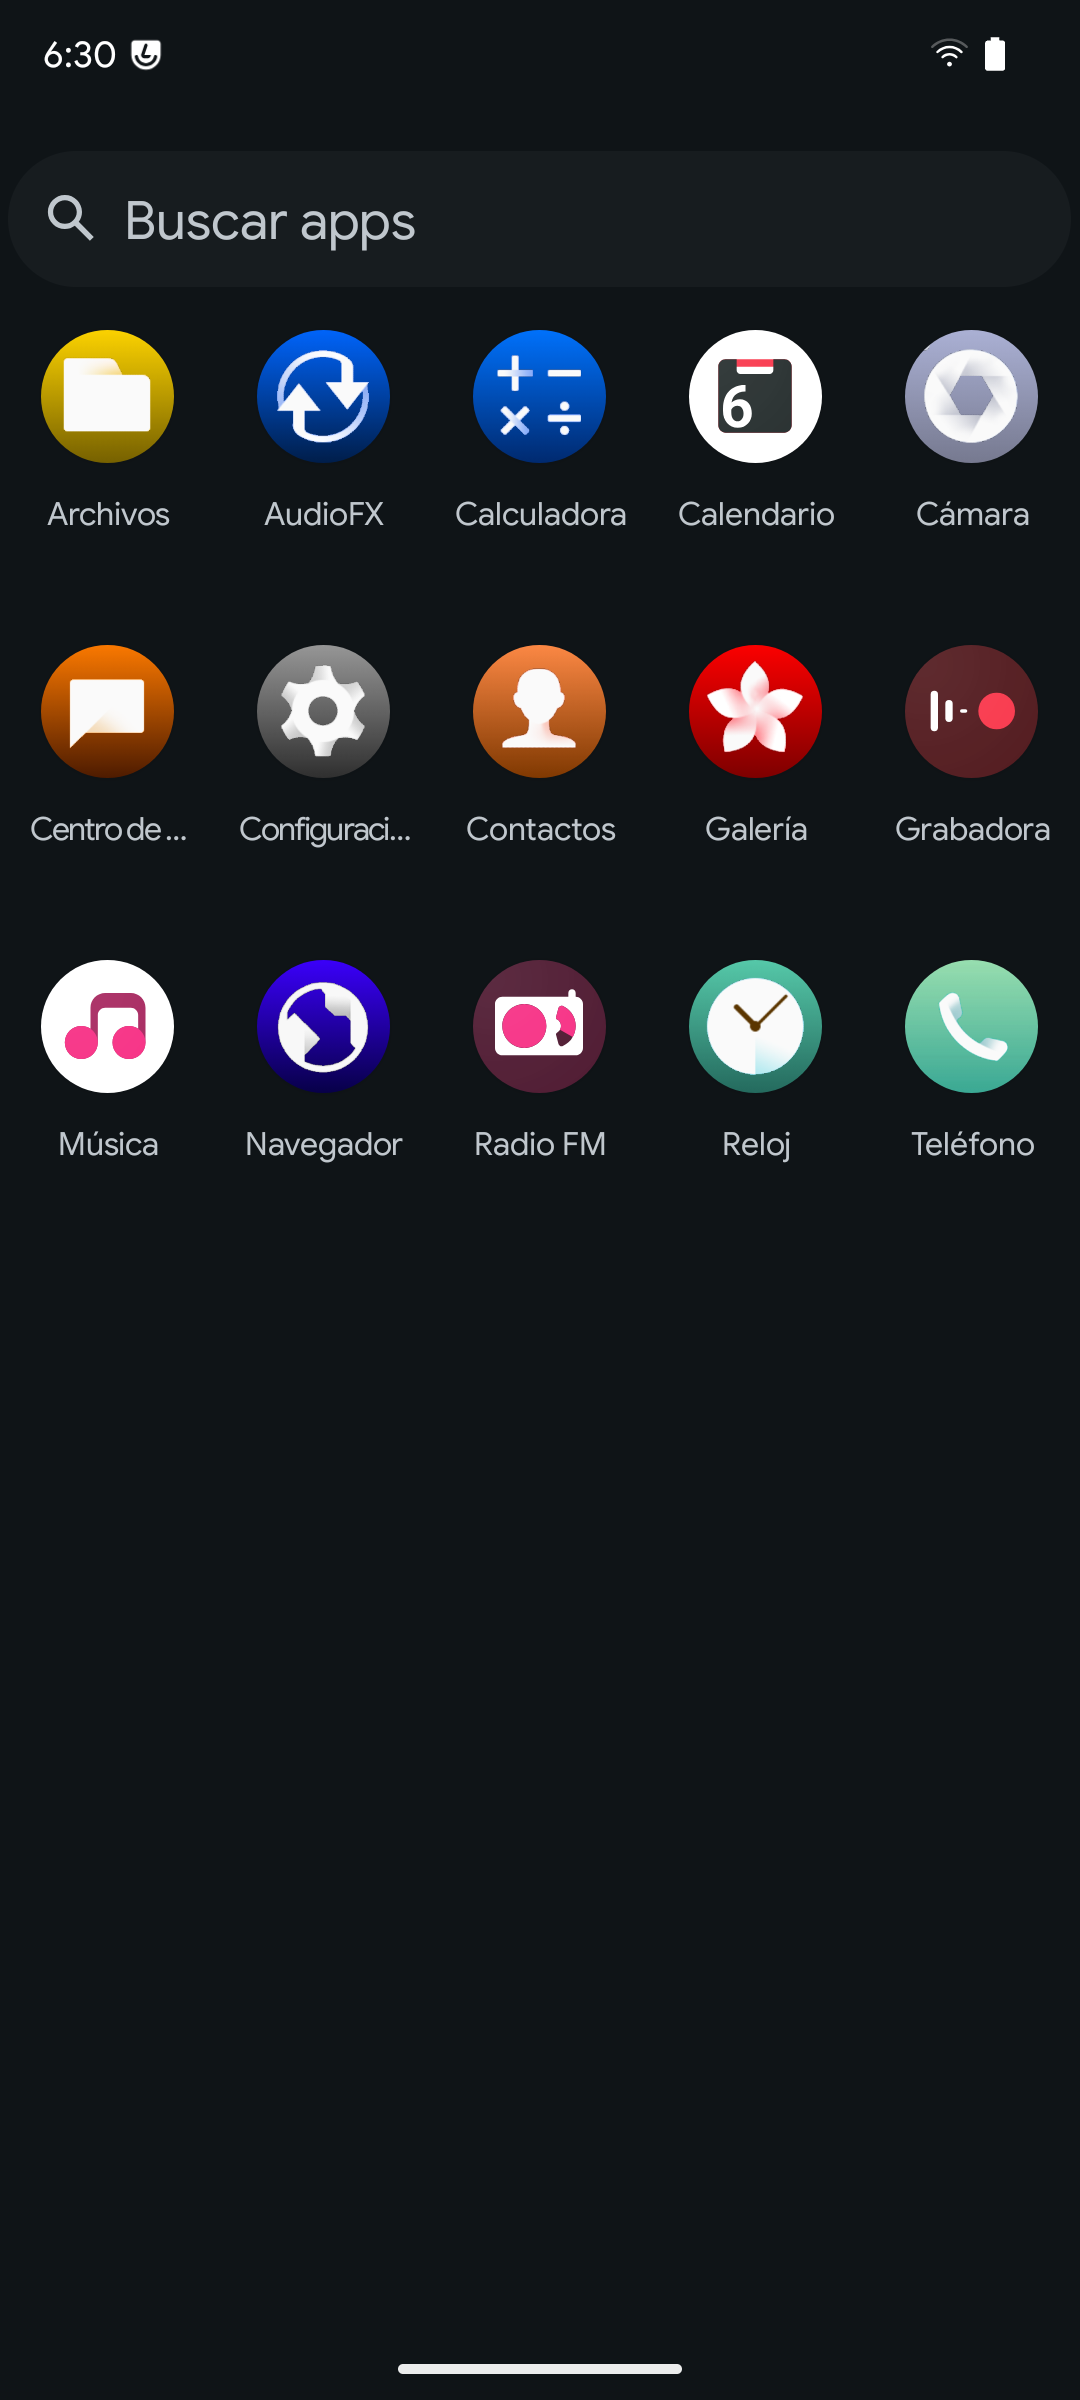 6:30
Buscar apps
Archivos AudioFX Calculadora Calendario Cámara
6
Centro de ... Configuraci... Contactos Galería Grabadora
Música Navegador Radio FM Reloj Teléfono